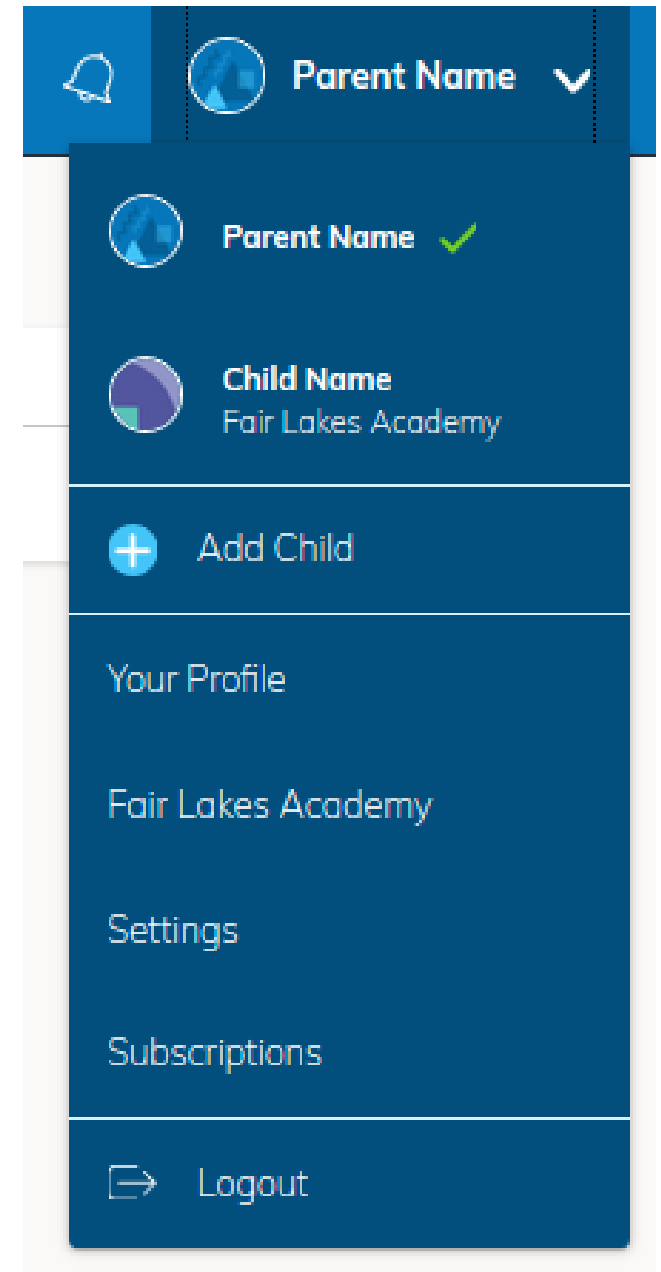 Parent Name
Parent Name
Child Name
Fair Lakes Academy
Add Child
Your Profile
Fair Lakes Academy
Settings
Subscriptions
Logout